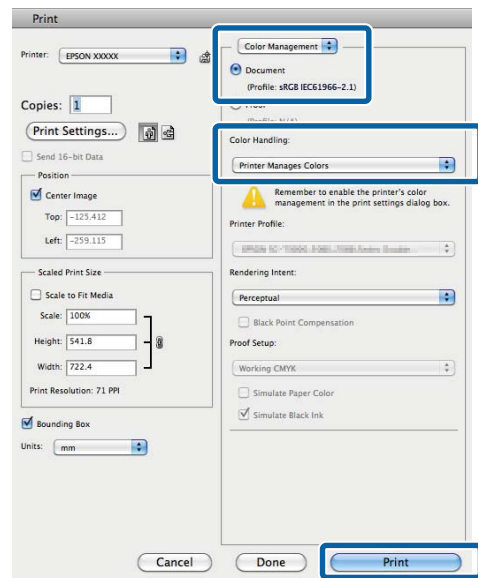 Print
Printer: EPSON XXXXX
Copies: 1
Print Settings...
Send 16-bit Data
Position
Center Image
Top: -125.412
Left: -259.115
Scaled Print Size
Scale to Fit Media
Scale: 100%
Height: 541.8
Width: 722.4
Print Resolution: 71 PPI
Bounding Box
Units: mm
Color Management
Document
(Profile: sRGB IEC61966-2.1)
Color Handling:
Printer Manages Colors
Remember to enable the printer's color
management in the print settings dialog box.
Printer Profile:
Rendering Intent:
Perceptual
Black Point Compensation
Proof Setup:
Working CMYK
Simulate Paper Color
Simulate Black Ink
Cancel
Done
Print